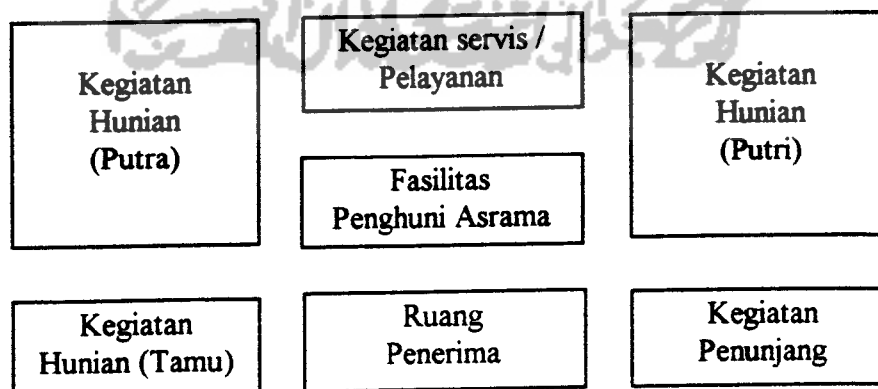 Kegiatan
Hunian
(Putra)
Kegiatan servis /
Pelayanan
Kegiatan
Hunian
(Putri)
Fasilitas
Penghuni Asrama
Kegiatan
Hunian (Tamu)
Ruang
Penerima
Kegiatan
Penunjang